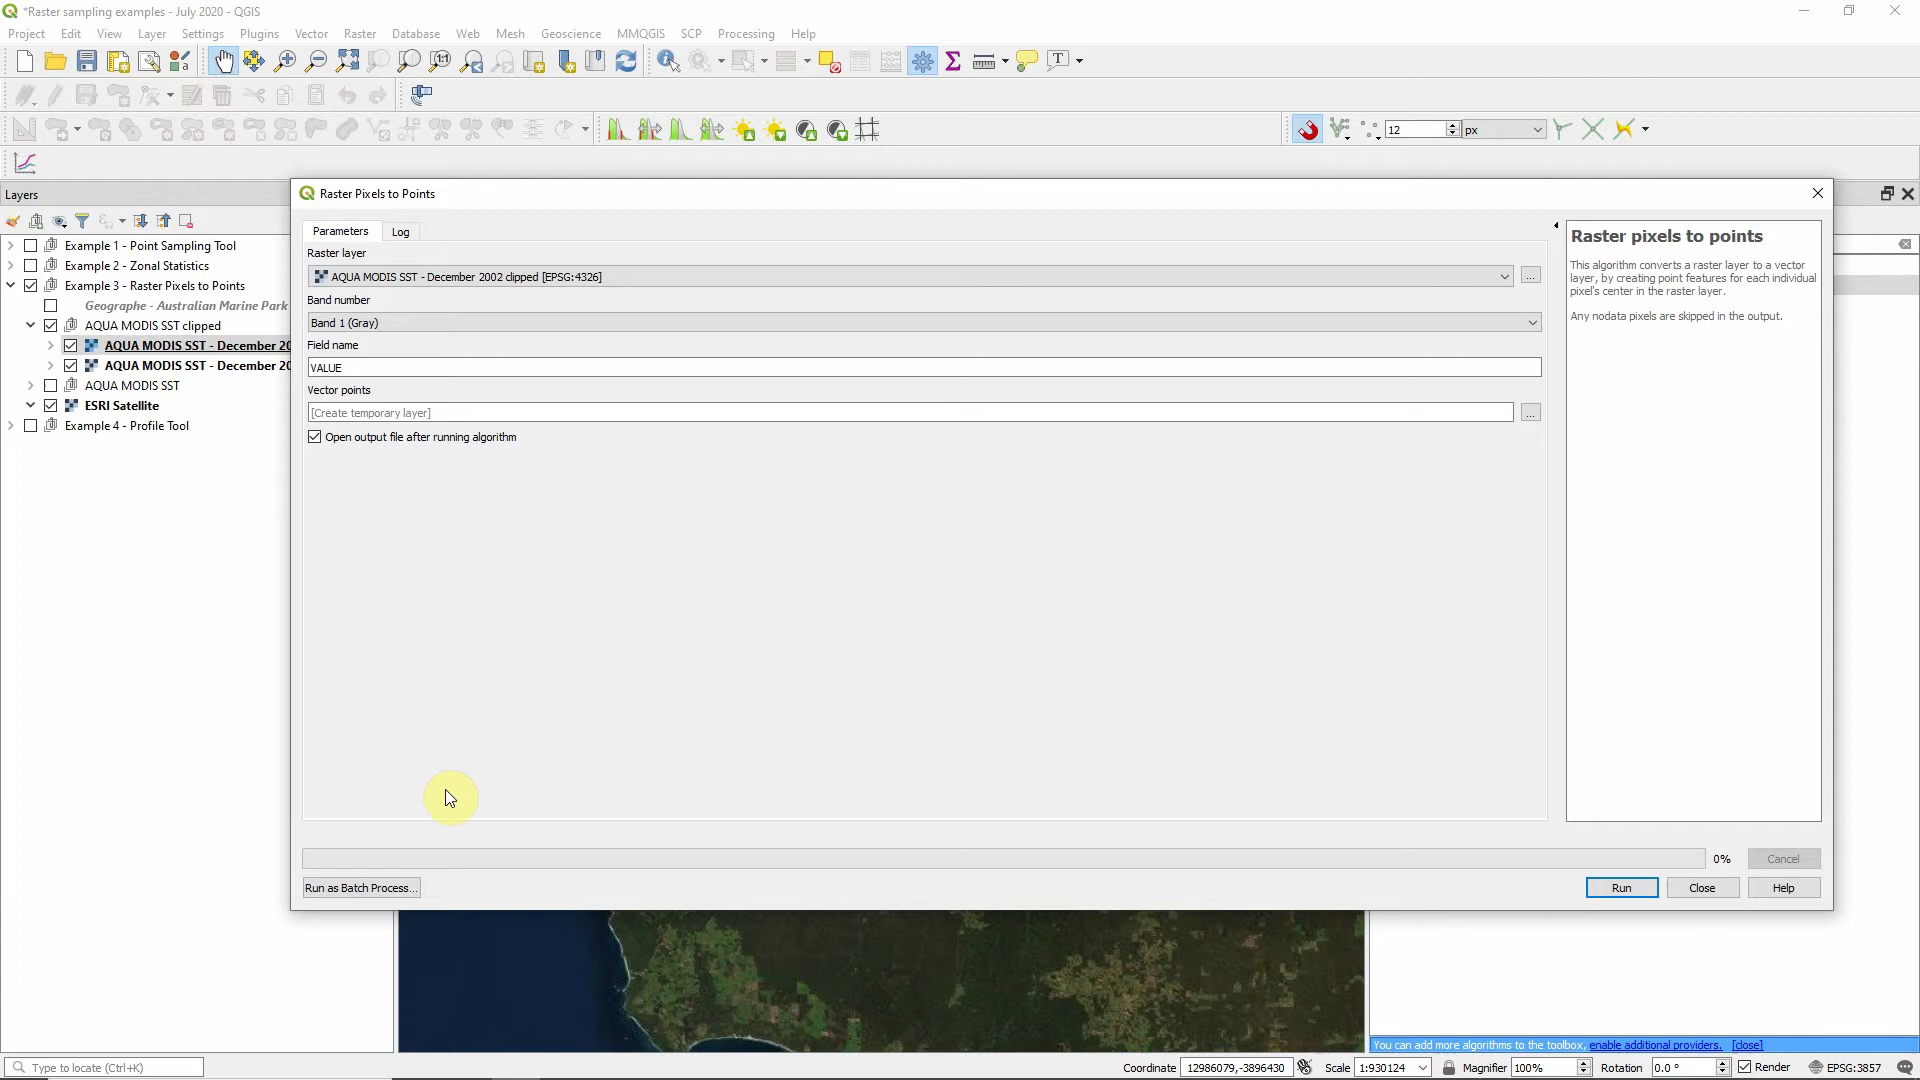 *Raster sampling examples - July 2020 - QGIS
Project Edit View Layer Settings Plugins Vector Raster Database Web Mesh Geoscience MMQGIS SCP Processing Help
12 px
Layers
Example 1 - Point Sampling Tool
Example 2 - Zonal Statistics
Example 3 - Raster Pixels to Points
Geographe - Australian Marine Park
AQUA MODIS SST clipped
AQUA MODIS SST - December 20
AQUA MODIS SST - December 20
AQUA MODIS SST
ESRI Satellite
Example 4 - Profile Tool
Raster Pixels to Points
Parameters Log
Raster layer
AQUA MODIS SST - December 2002 clipped [EPSG:4326]
...
Band number
Band 1 (Gray)
Field name
VALUE
Vector points
[Create temporary layer]
...
Open output file after running algorithm
Raster pixels to points
This algorithm converts a raster layer to a vector
layer, by creating point features for each individual
pixel's center in the raster layer.
Any nodata pixels are skipped in the output.
0% Cancel
Run as Batch Process... Run Close Help
You can add more algorithms to the toolbox, enable additional providers. [close]
Type to locate (Ctrl+K) Coordinate 12986079,-3896430 Scale 1:930124 Magnifier 100% Rotation 0.0 ° Render EPSG:3857